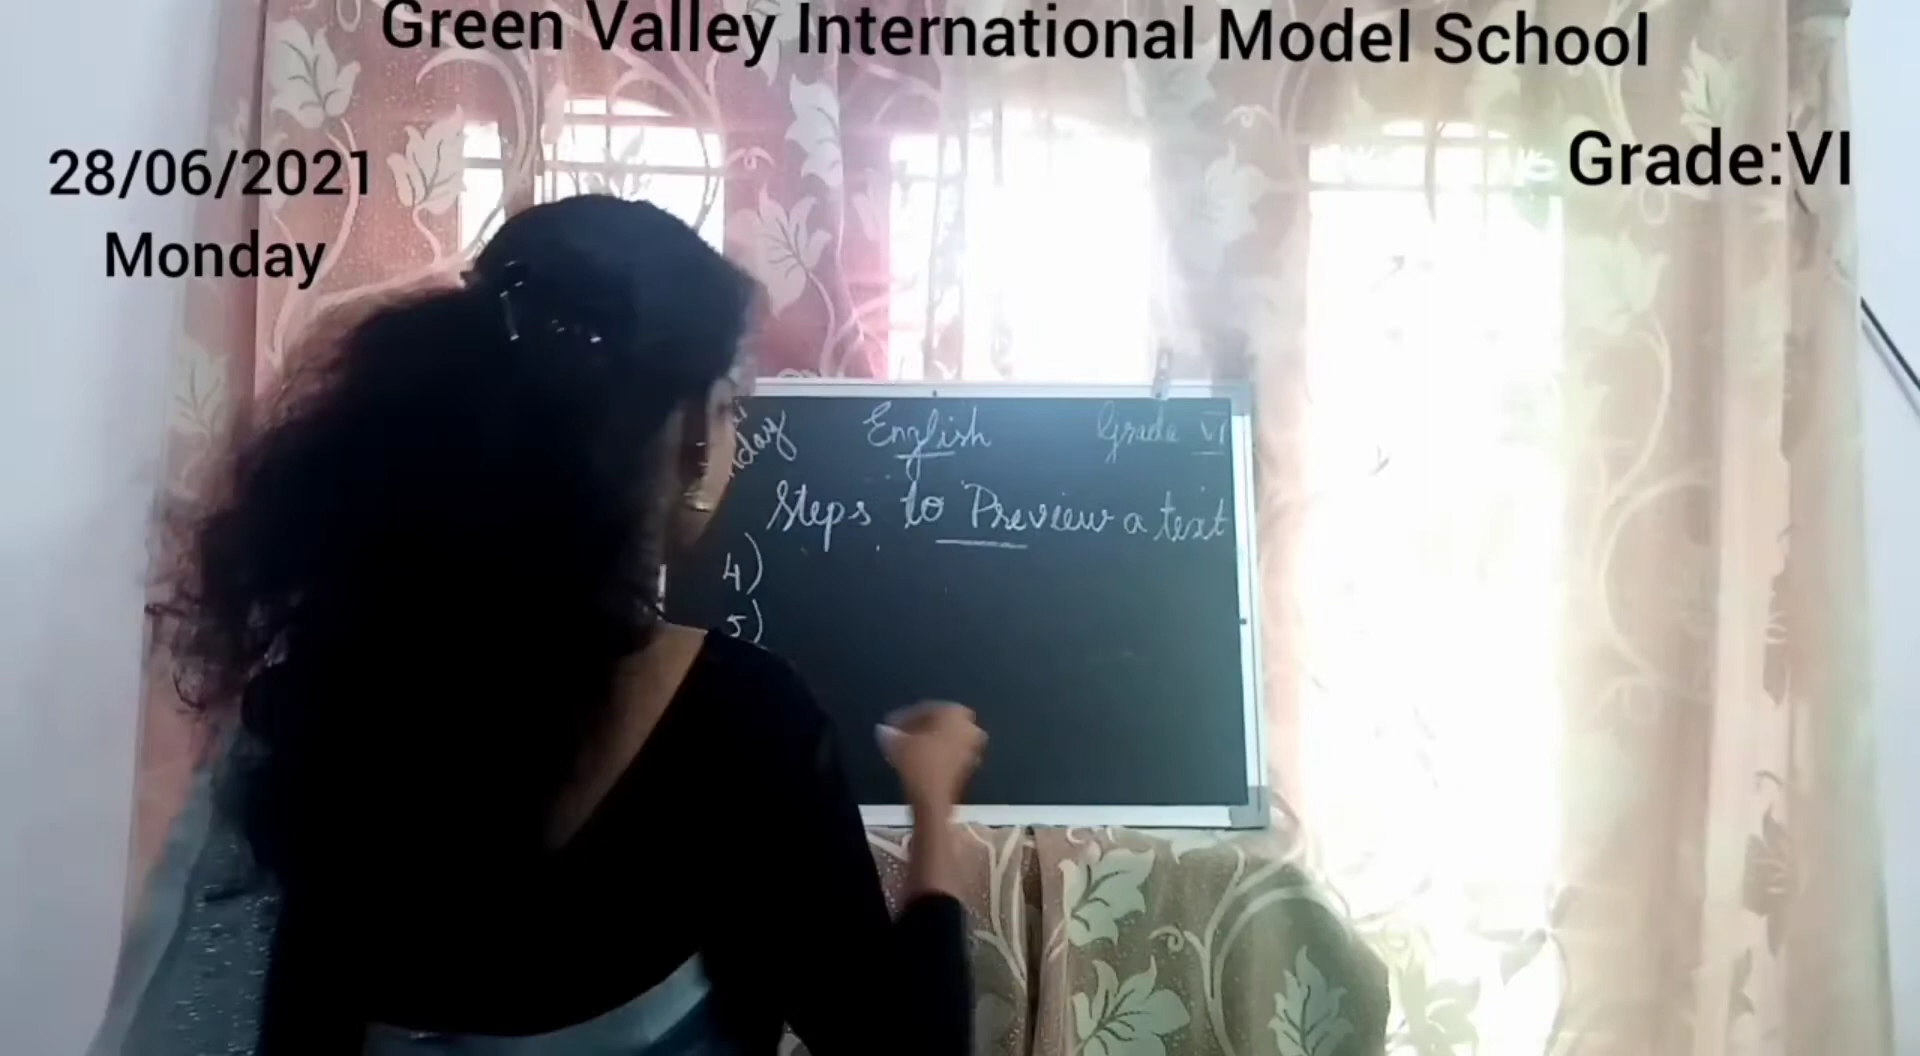 Green Valley International Model School
28/06/2021
Monday
Grade:VI
English
Grade VI
Steps to Preview a text
4)
5)